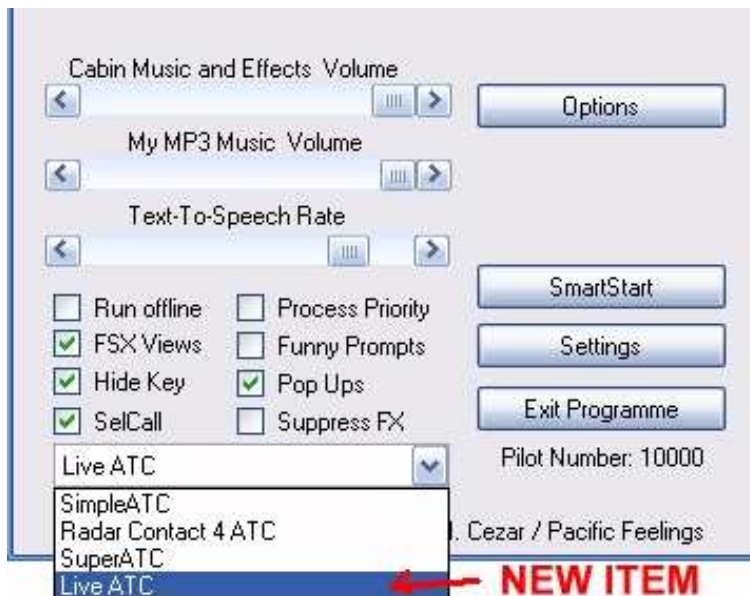 Cabin Music and Effects Volume
Options
My MP3 Music Volume
Text-To-Speech Rate
SmartStart
Run offline
Process Priority
FSX Views
Funny Prompts
Settings
Hide Key
Pop Ups
SelCall
Suppress FX
Exit Programme
Live ATC
Pilot Number: 10000
SimpleATC
Radar Contact 4 ATC
Cezar / Pacific Feelings
SuperATC
Live ATC
NEW ITEM